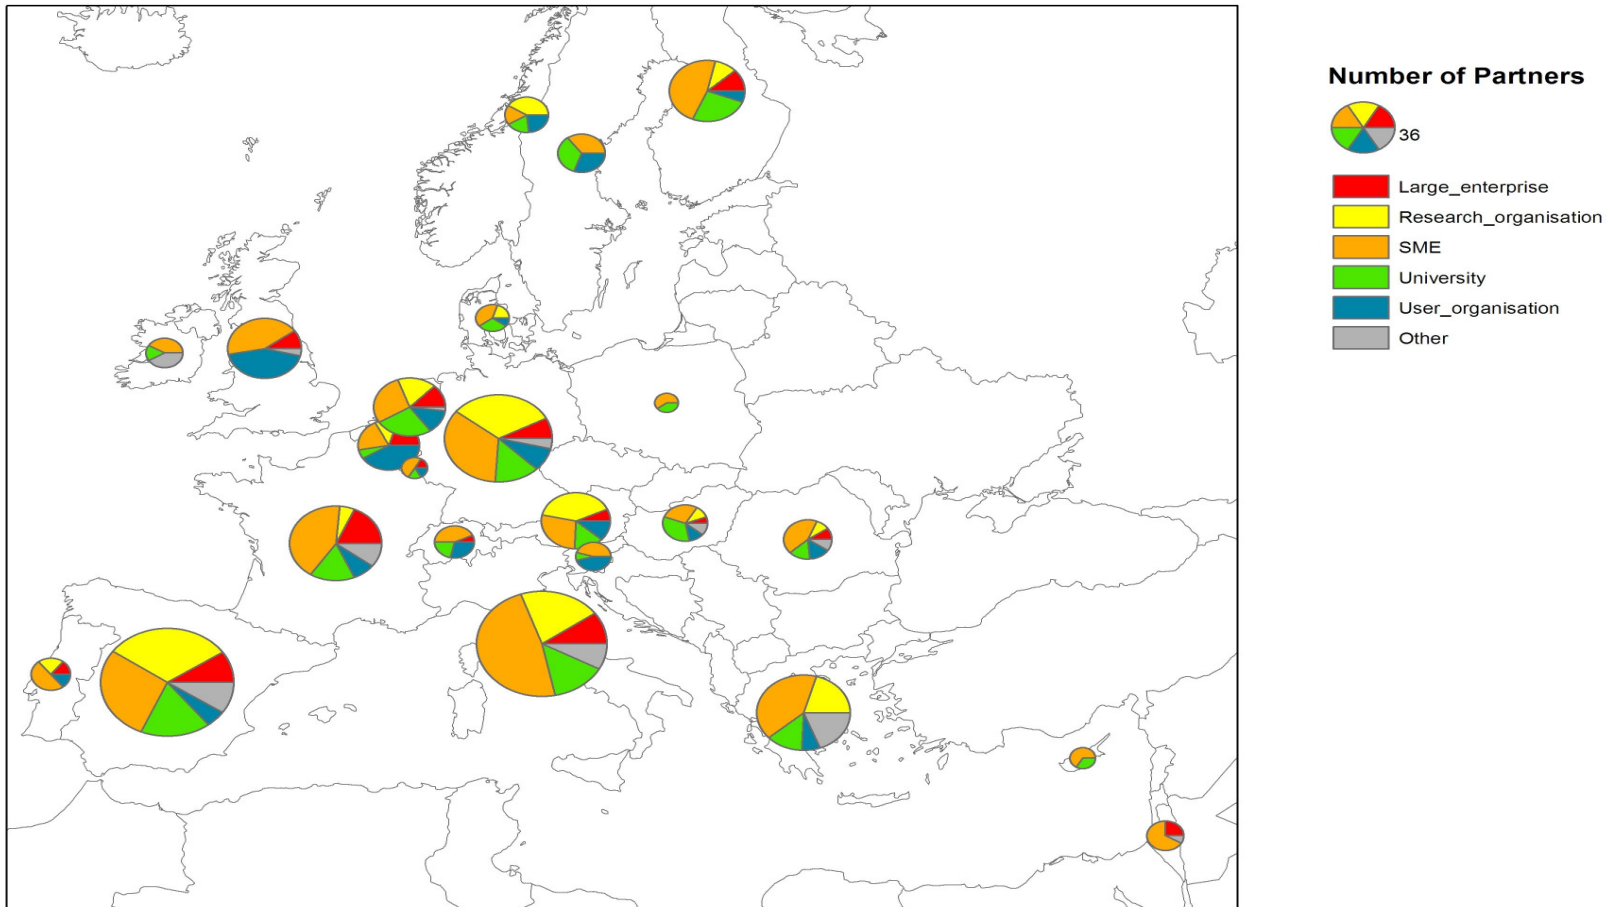 Number of Partners
36
Large_enterprise
Research_organisation
SME
University
User_organisation
Other